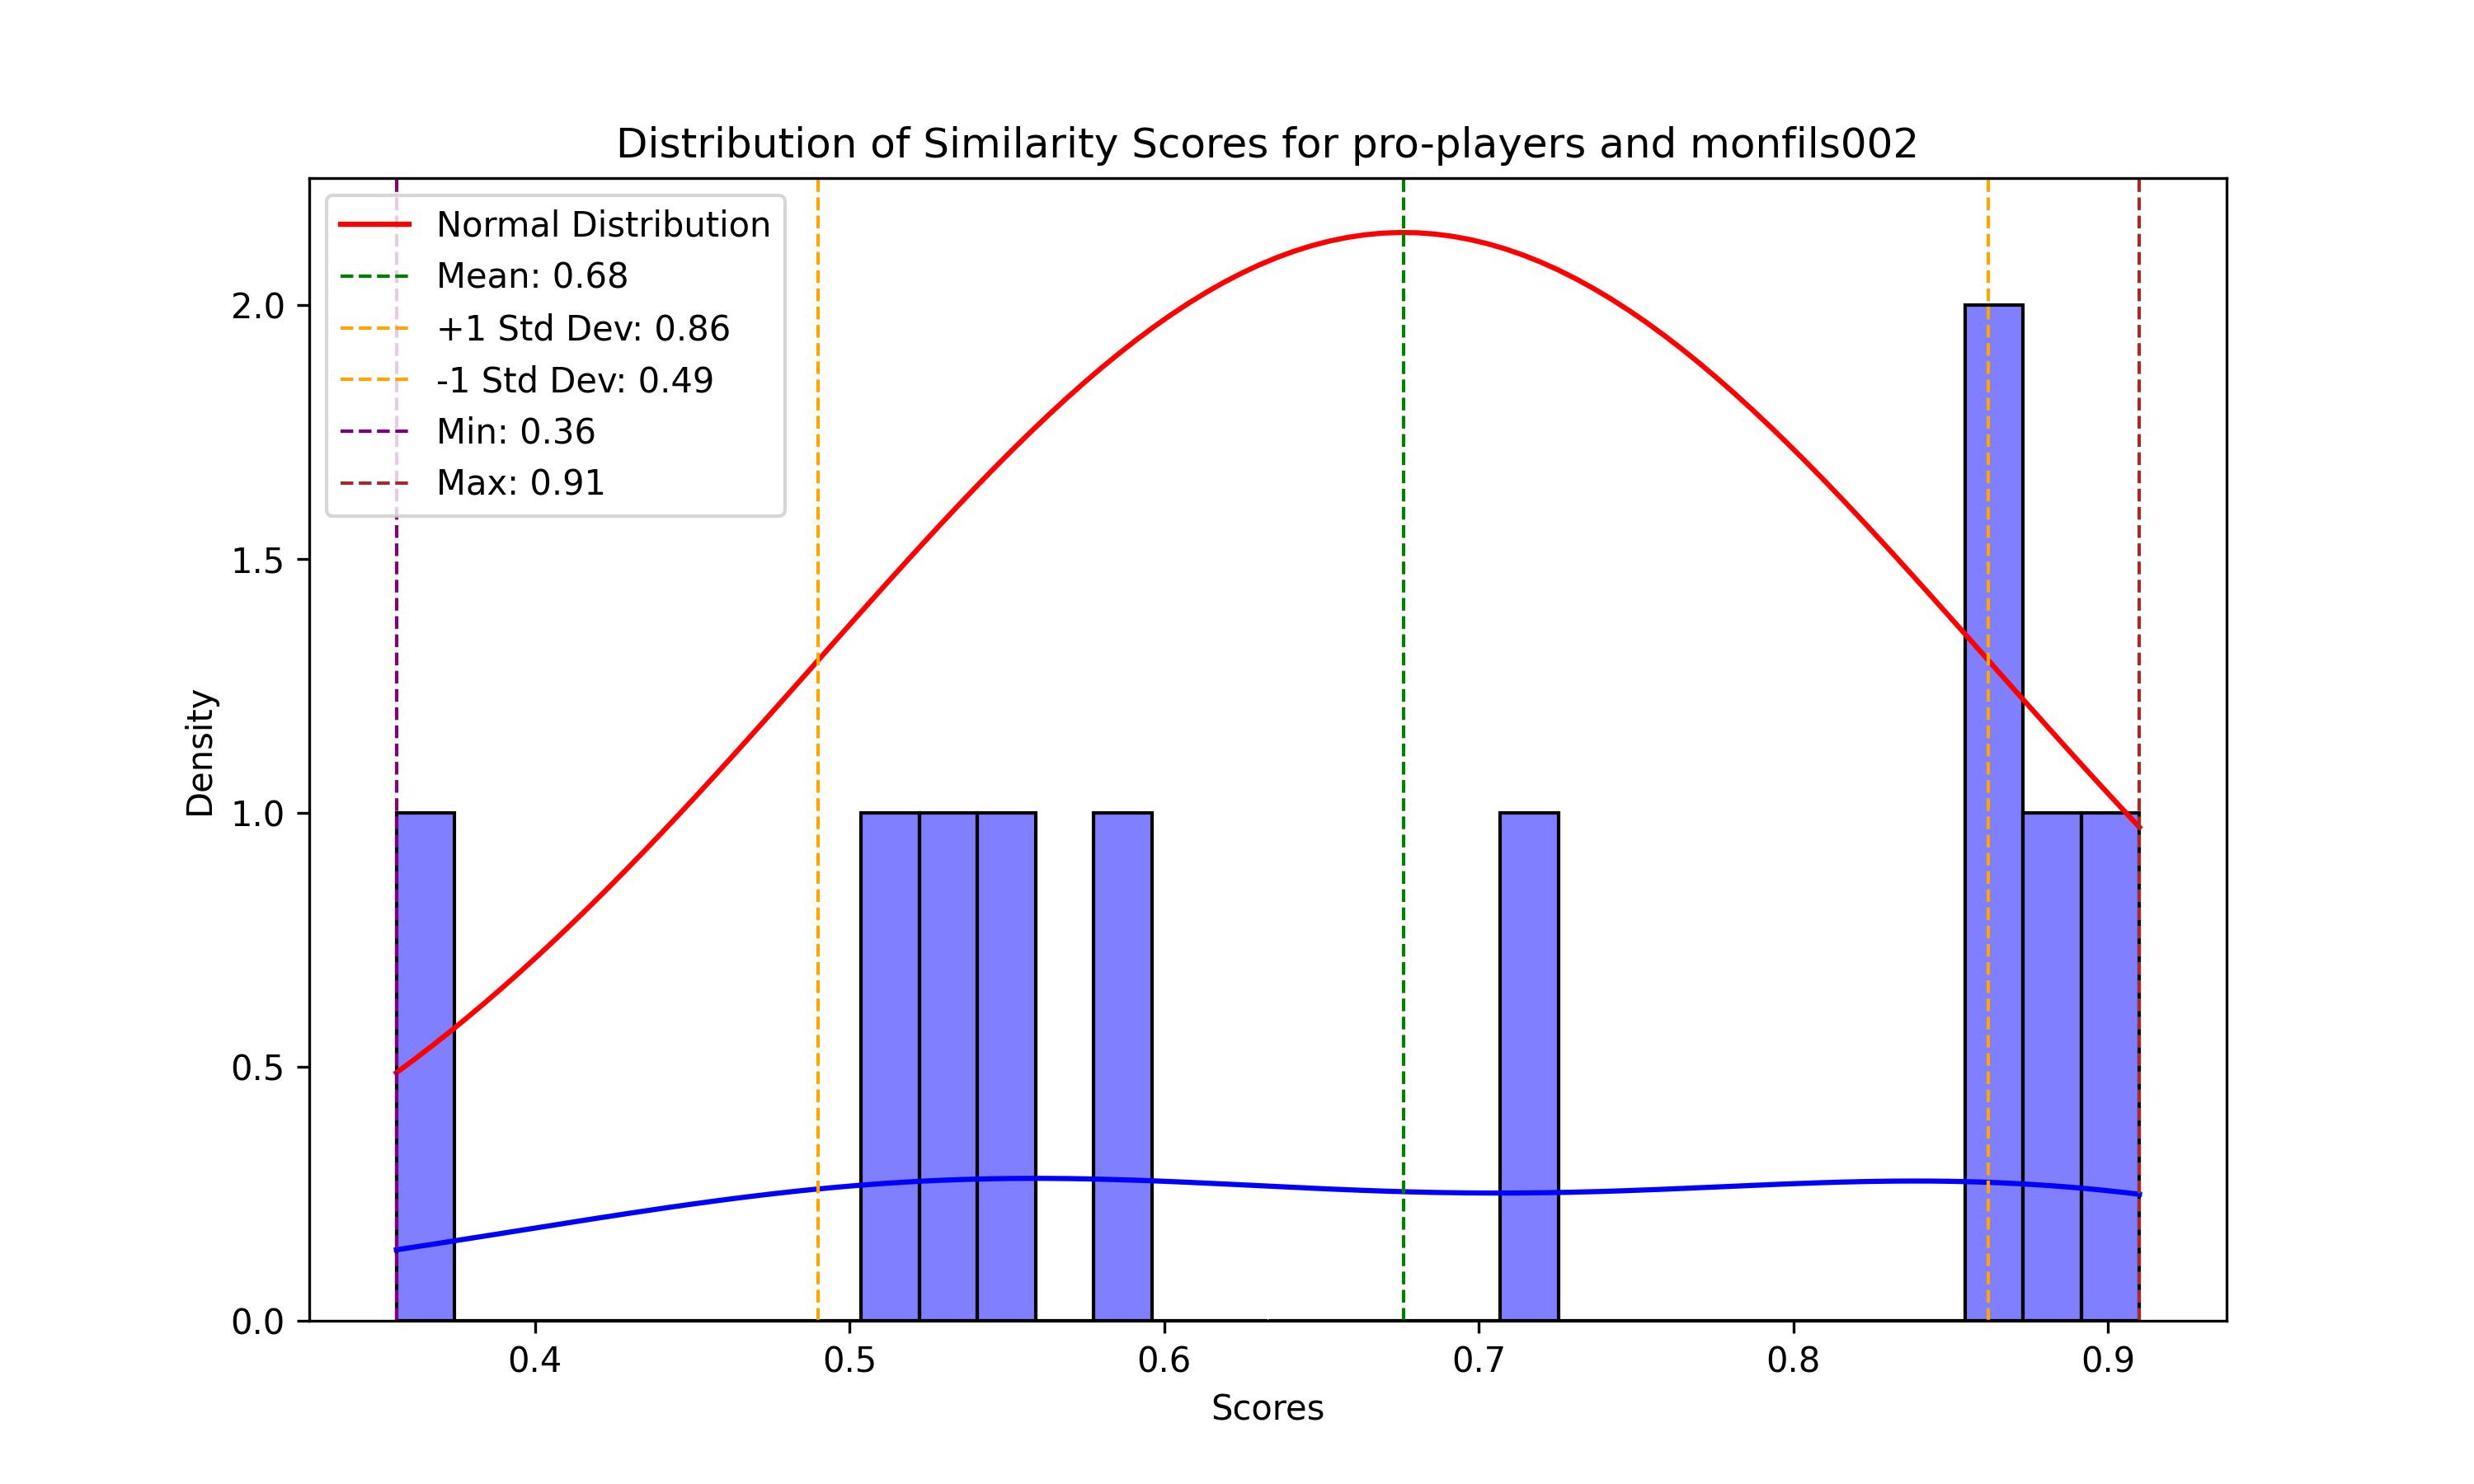 Distribution of Similarity Scores for pro-players and monfils002
Normal Distribution
Mean: 0.68
+1 Std Dev: 0.86
-1 Std Dev: 0.49
Min: 0.36
Max: 0.91
2.0
1.5
1.0
0.5
0.0
Density
0.4 0.5 0.6 0.7 0.8 0.9
Scores